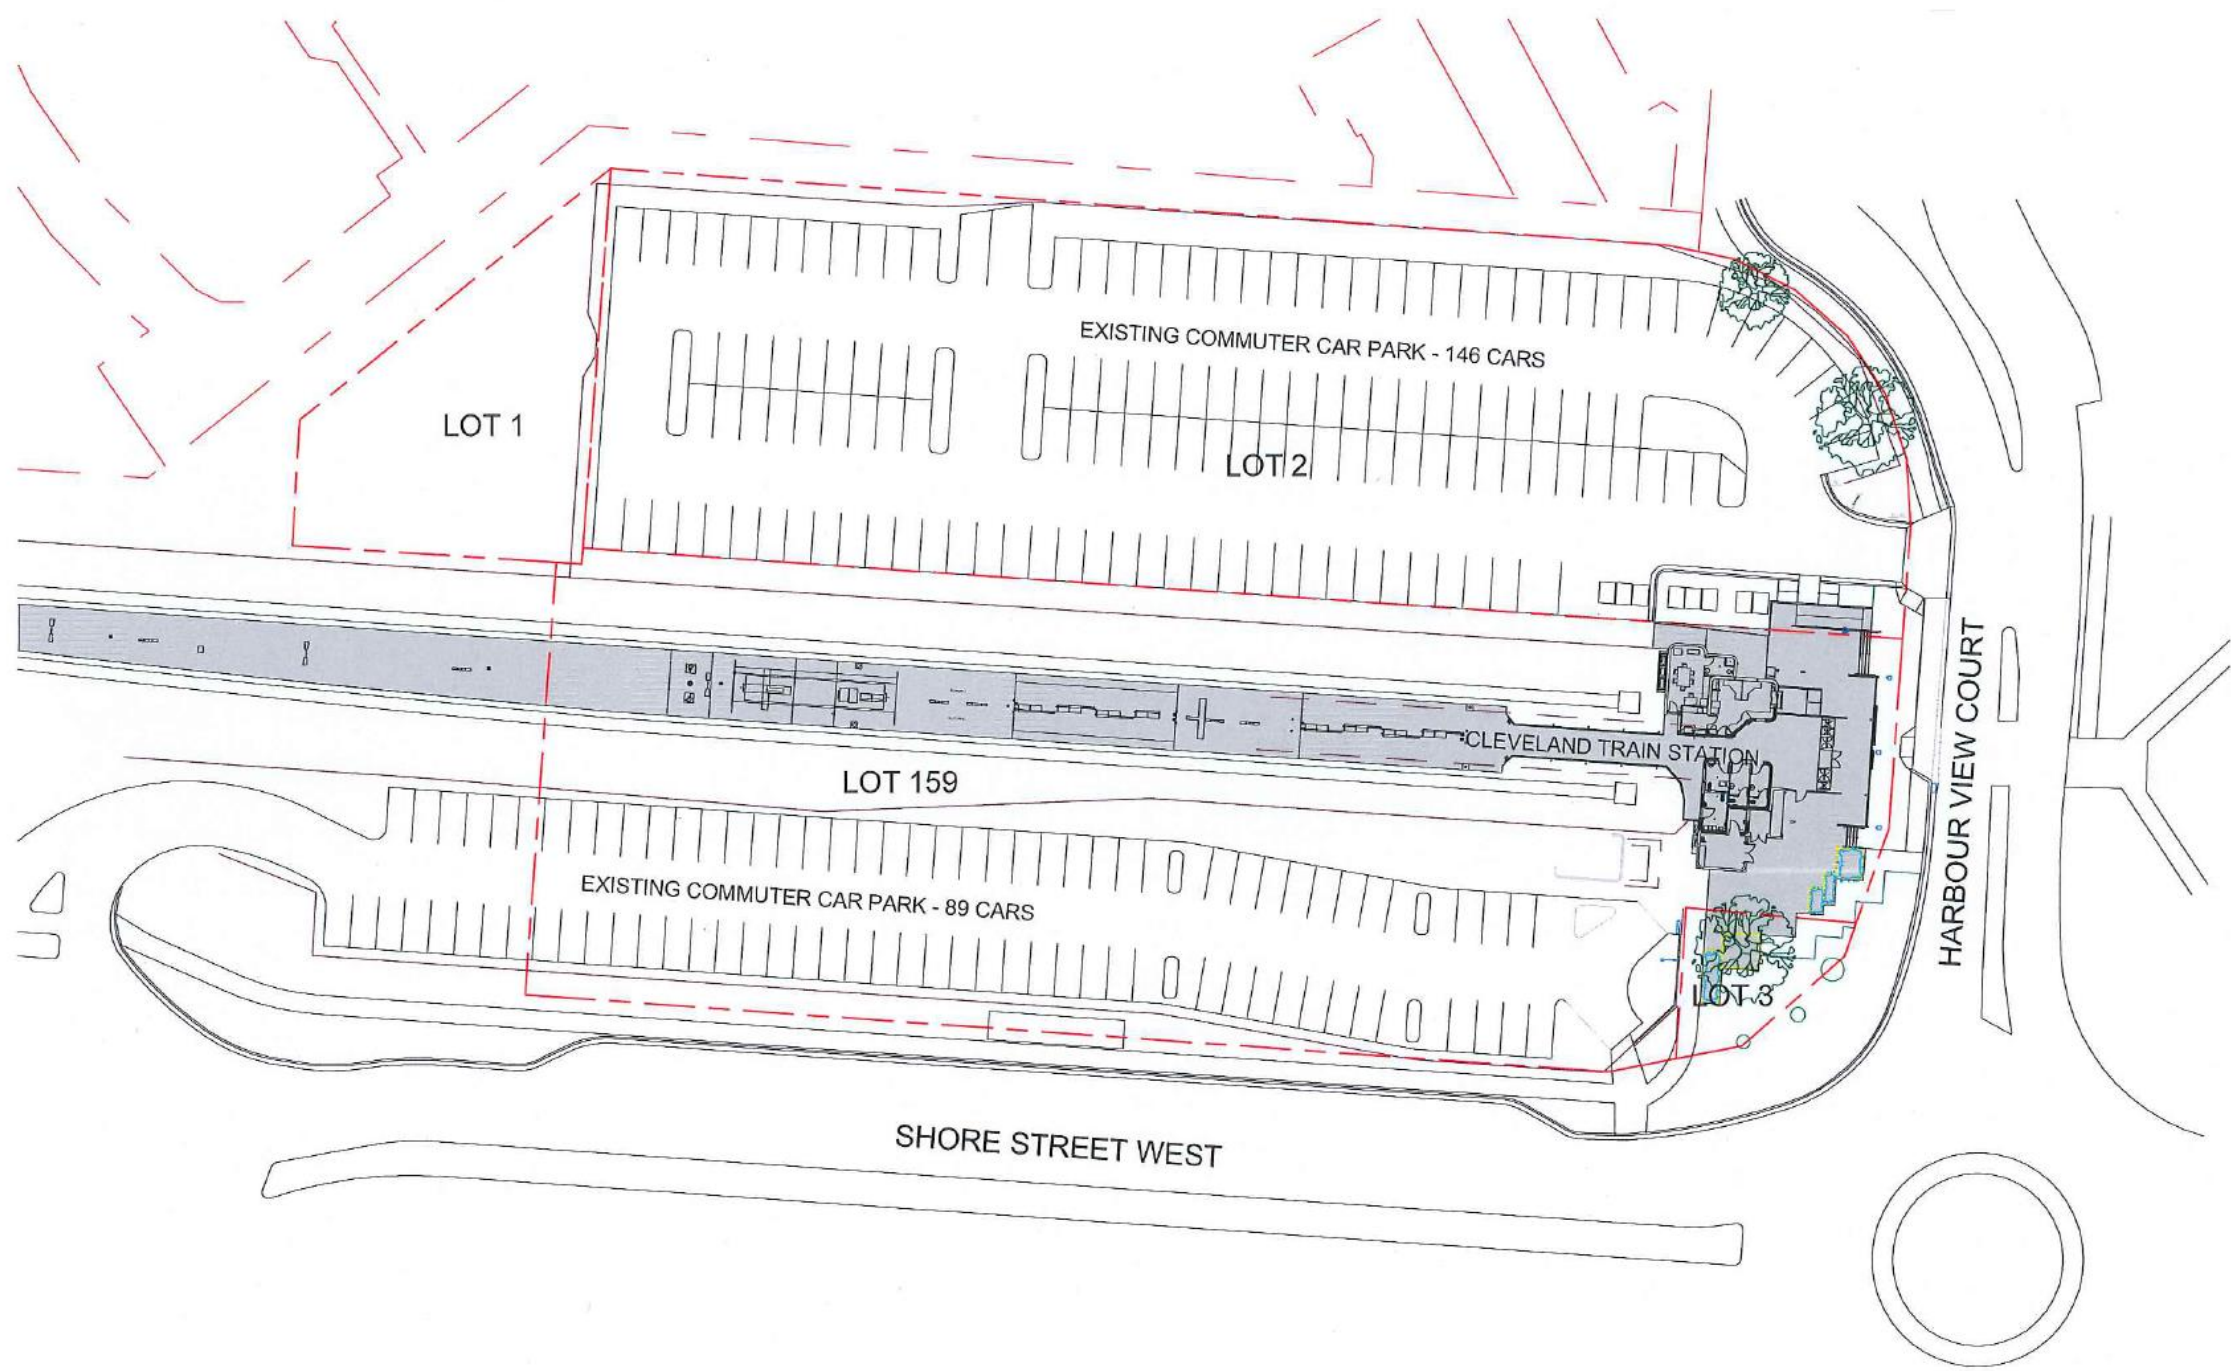 EXISTING COMMUTER CAR PARK - 146 CARS
LOT 1
LOT 2
CLEVELAND TRAIN STATION
LOT 159
HARBOUR VIEW COURT
EXISTING COMMUTER CAR PARK - 89 CARS
LOT 3
SHORE STREET WEST